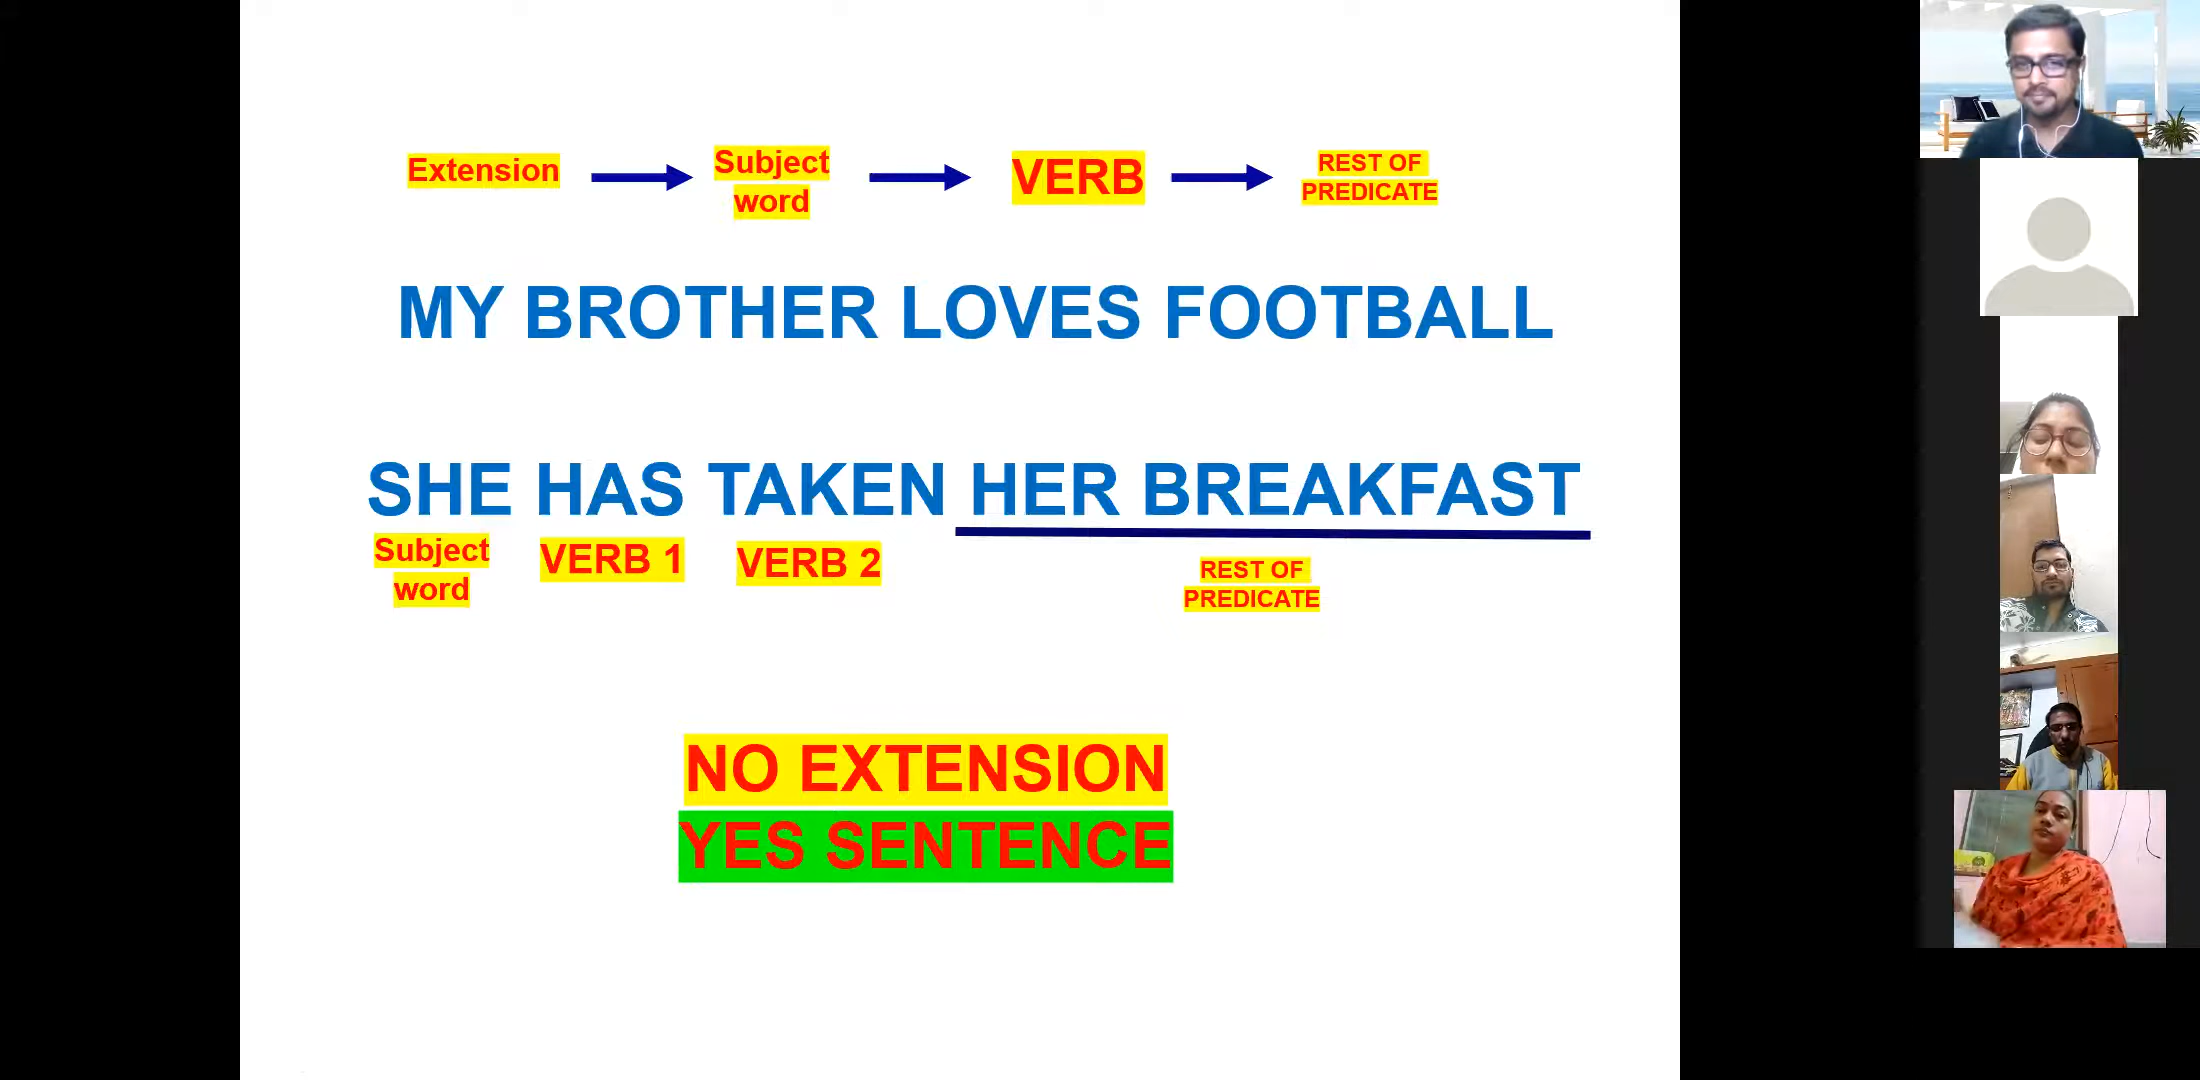 Extension
Subject
word
VERB
REST OF
PREDICATE
MY BROTHER LOVES FOOTBALL
SHE HAS TAKEN HER BREAKFAST
Subject
word
VERB 1
VERB 2
REST OF
PREDICATE
NO EXTENSION
YES SENTENCE